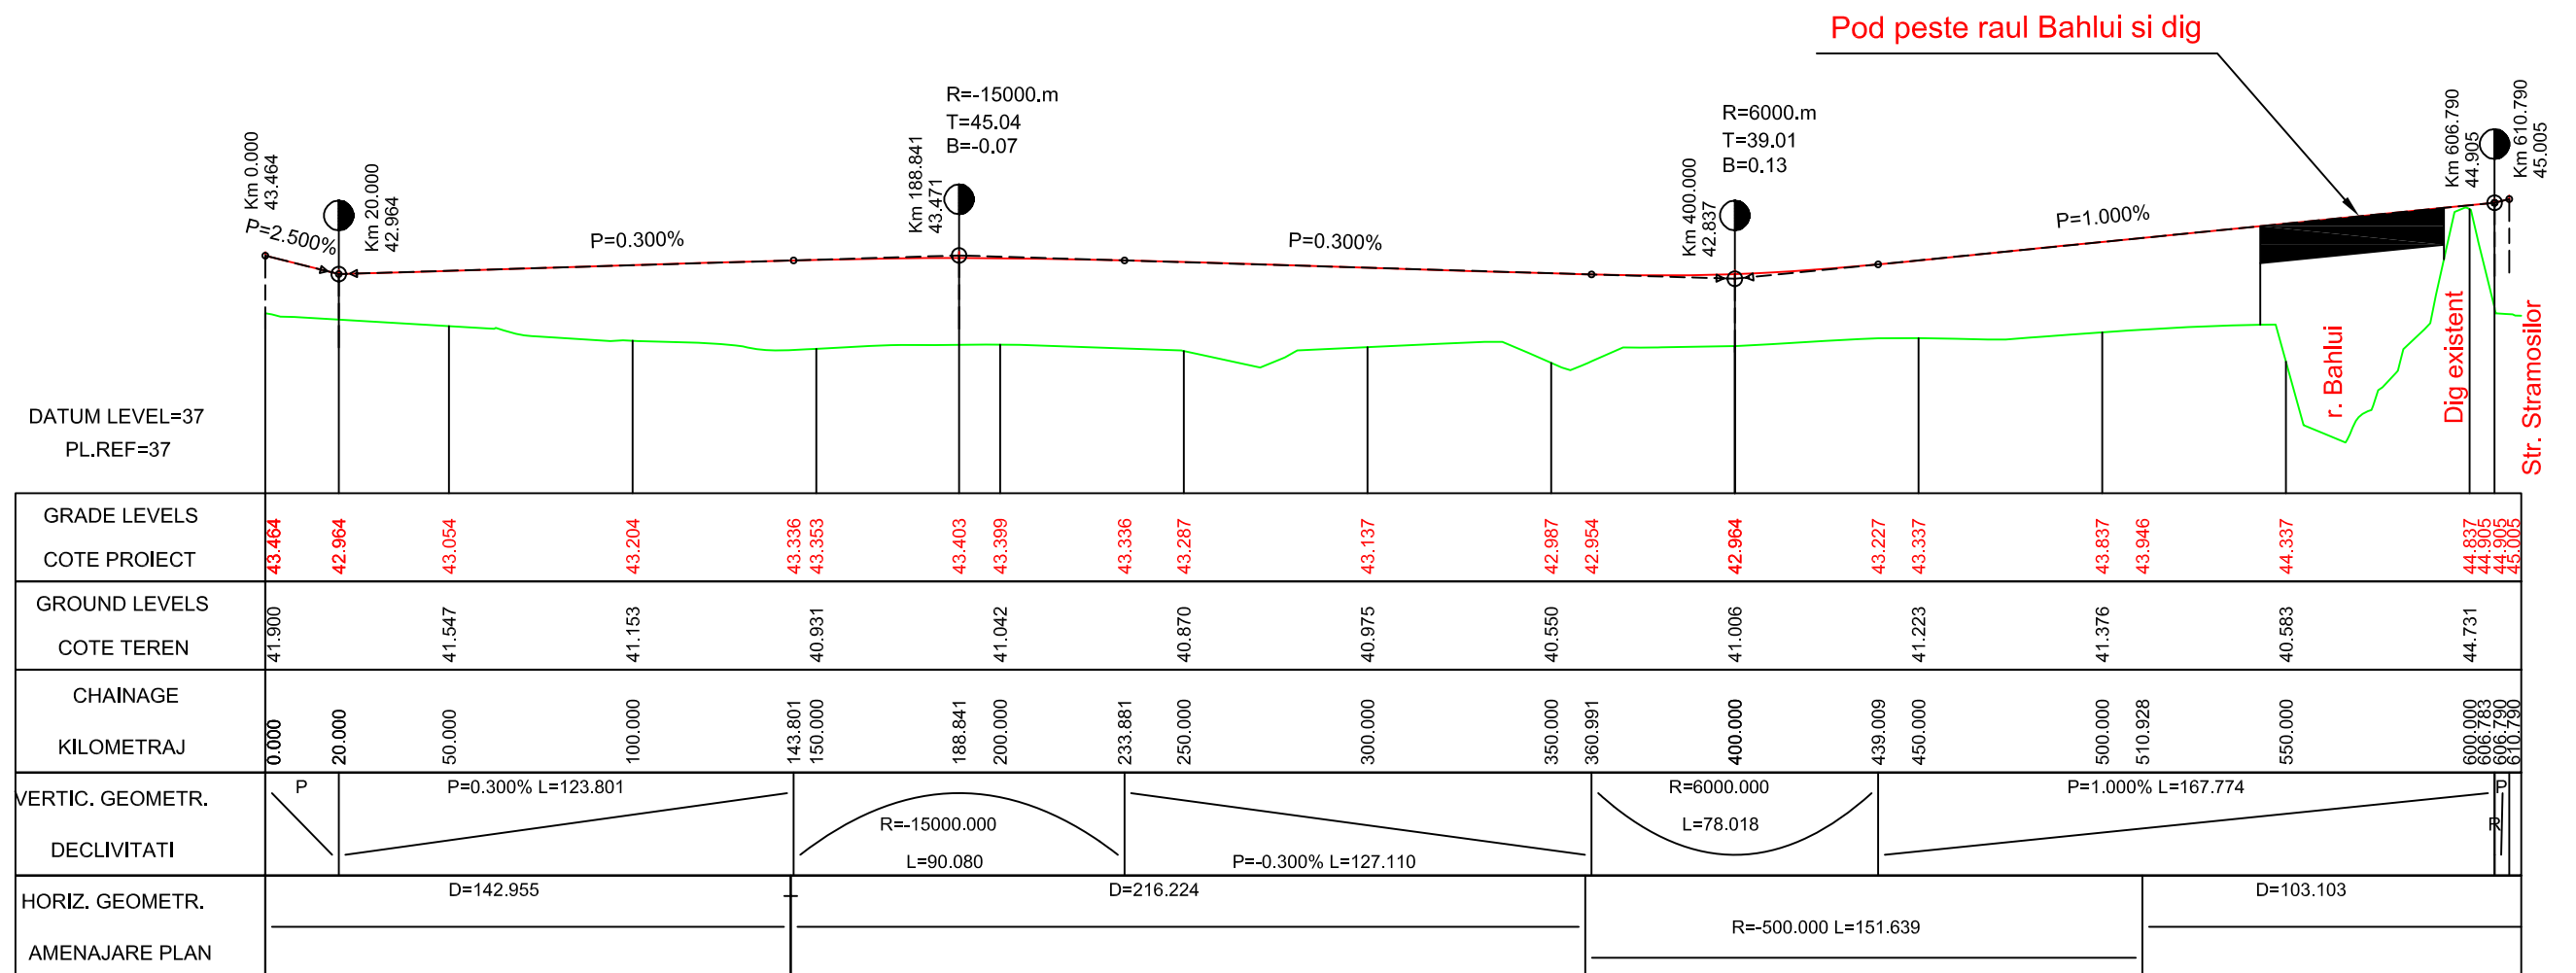 Pod peste raul Bahlui si dig
R=-15000.m
T=45.04
B=-0.07
R=6000.m
T=39.01
B=0.13
Km 0.000
43.464
P=2.500%
Km 20.000
42.964
P=0.300%
Km 188.841
43.471
P=0.300%
Km 400.000
42.837
P=1.000%
Km 606.790
44.905
Km 610.790
45.005
r. Bahlui
Dig existent
Str. Stramosilor
DATUM LEVEL=37
PL.REF=37
GRADE LEVELS
COTE PROIECT
43.464 42.964 43.054 43.204 43.336 43.353 43.403 43.399 43.336 43.287 43.137 42.987 42.954 42.964 43.227 43.337 43.837 43.946 44.337 44.837 44.905 44.905 45.005
GROUND LEVELS
COTE TEREN
41.900 41.547 41.153 40.931 41.042 40.870 40.975 40.550 41.006 41.223 41.376 40.583 44.731
CHAINAGE
KILOMETRAJ
0.000 20.000 50.000 100.000 143.801 150.000 188.841 200.000 233.881 250.000 300.000 350.000 360.991 400.000 439.009 450.000 500.000 510.928 550.000 600.000 606.783 606.790 610.790
VERTIC. GEOMETR.
DECLIVITATI
P
P=0.300% L=123.801
R=-15000.000
L=90.080
P=-0.300% L=127.110
R=6000.000
L=78.018
P=1.000% L=167.774
P
R
HORIZ. GEOMETR.
AMENAJARE PLAN
D=142.955
D=216.224
R=-500.000 L=151.639
D=103.103